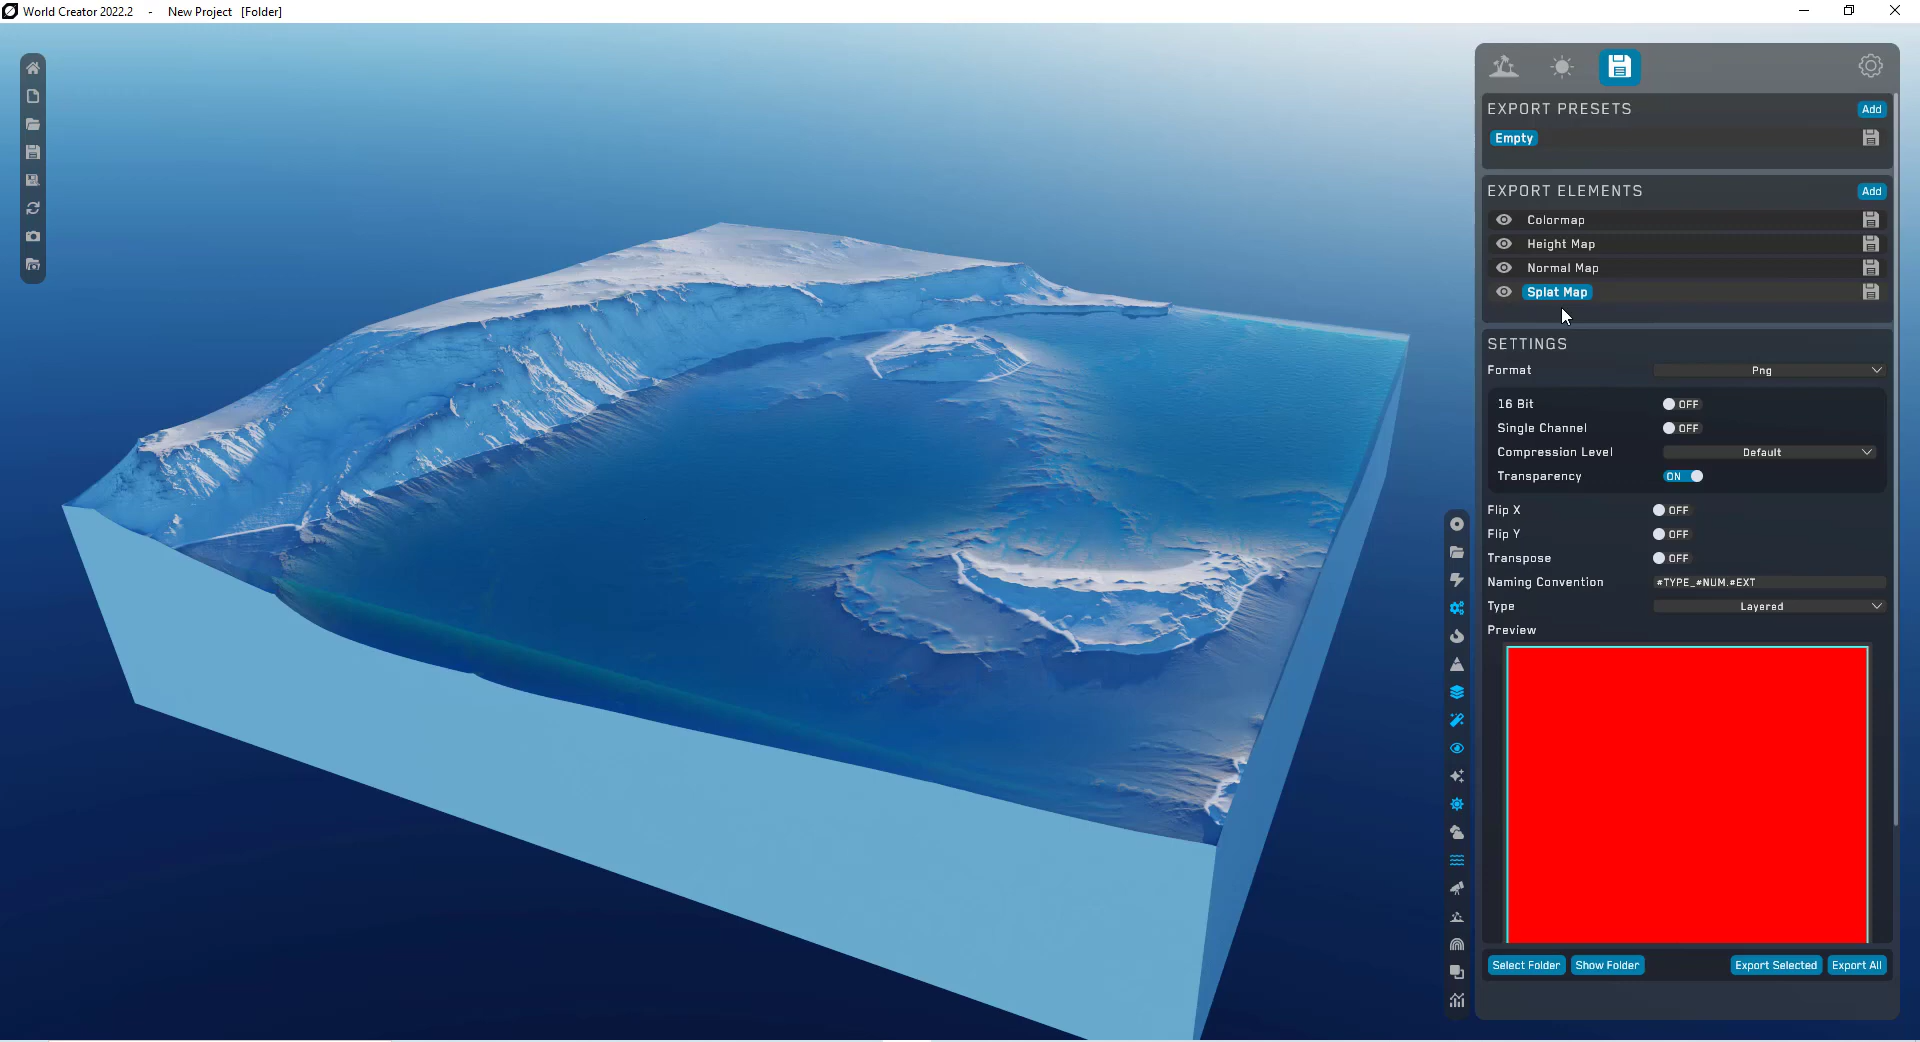 World Creator 2022.2 - New Project [Folder]
EXPORT PRESETS Add
Empty
EXPORT ELEMENTS Add
Colormap
Height Map
Normal Map
Splat Map
SETTINGS
Format Png
16 Bit OFF
Single Channel OFF
Compression Level Default
Transparency ON
Flip X OFF
Flip Y OFF
Transpose OFF
Naming Convention #TYPE_#NUM.#EXT
Type Layered
Preview
Select Folder Show Folder Export Selected Export All